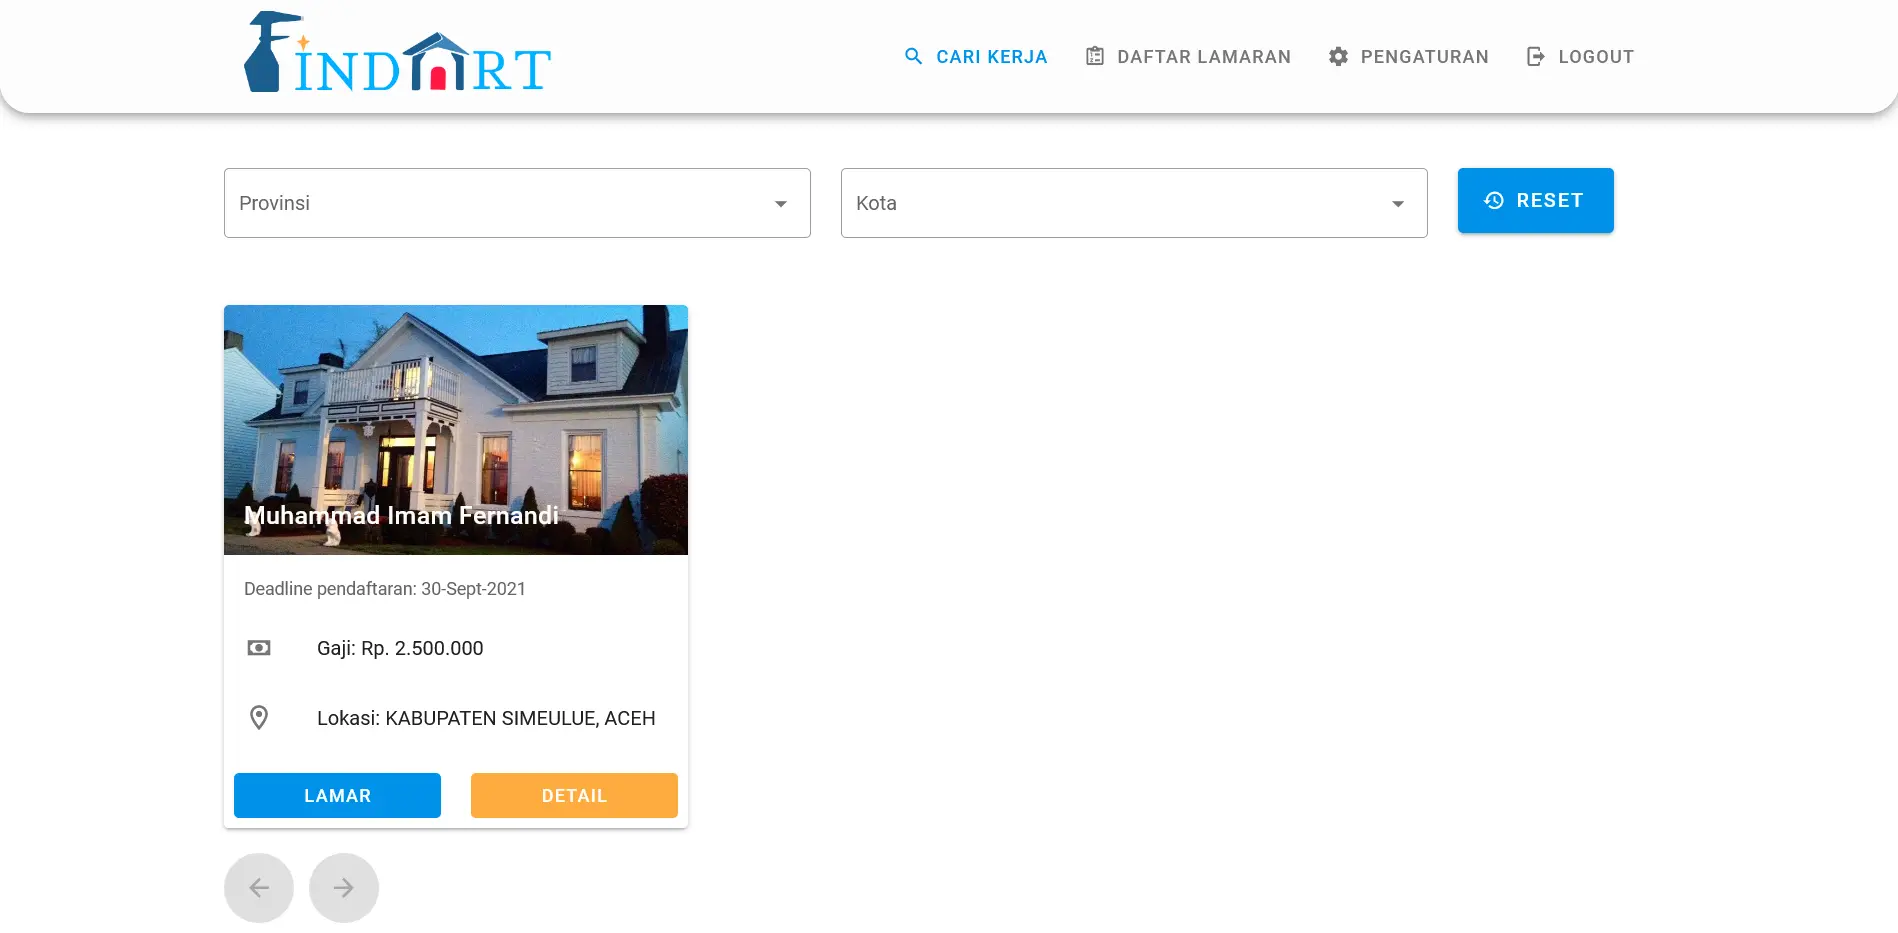 FINDART
CARI KERJA
DAFTAR LAMARAN
PENGATURAN
LOGOUT
Provinsi
Kota
RESET
Muhammad Imam Fernandi
Deadline pendaftaran: 30-Sept-2021
Gaji: Rp. 2.500.000
Lokasi: KABUPATEN SIMEULUE, ACEH
LAMAR
DETAIL